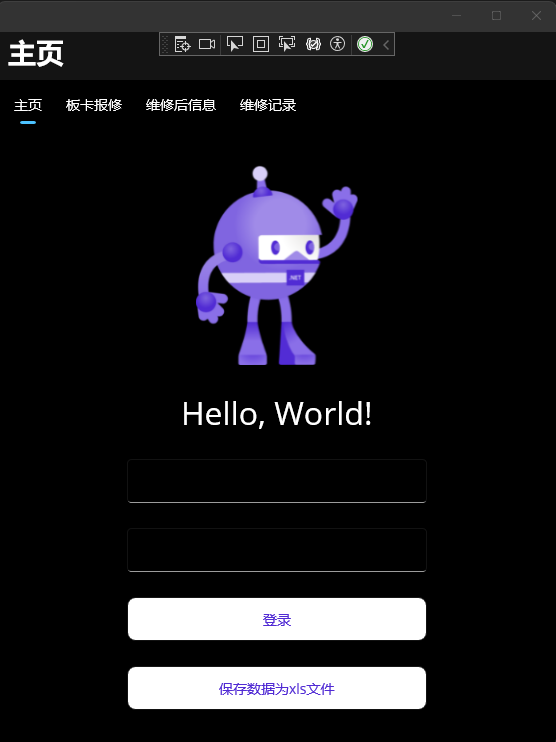 主页
主页 板卡报修 维修后信息 维修记录
.NET
Hello, World!
登录
保存数据为xls文件